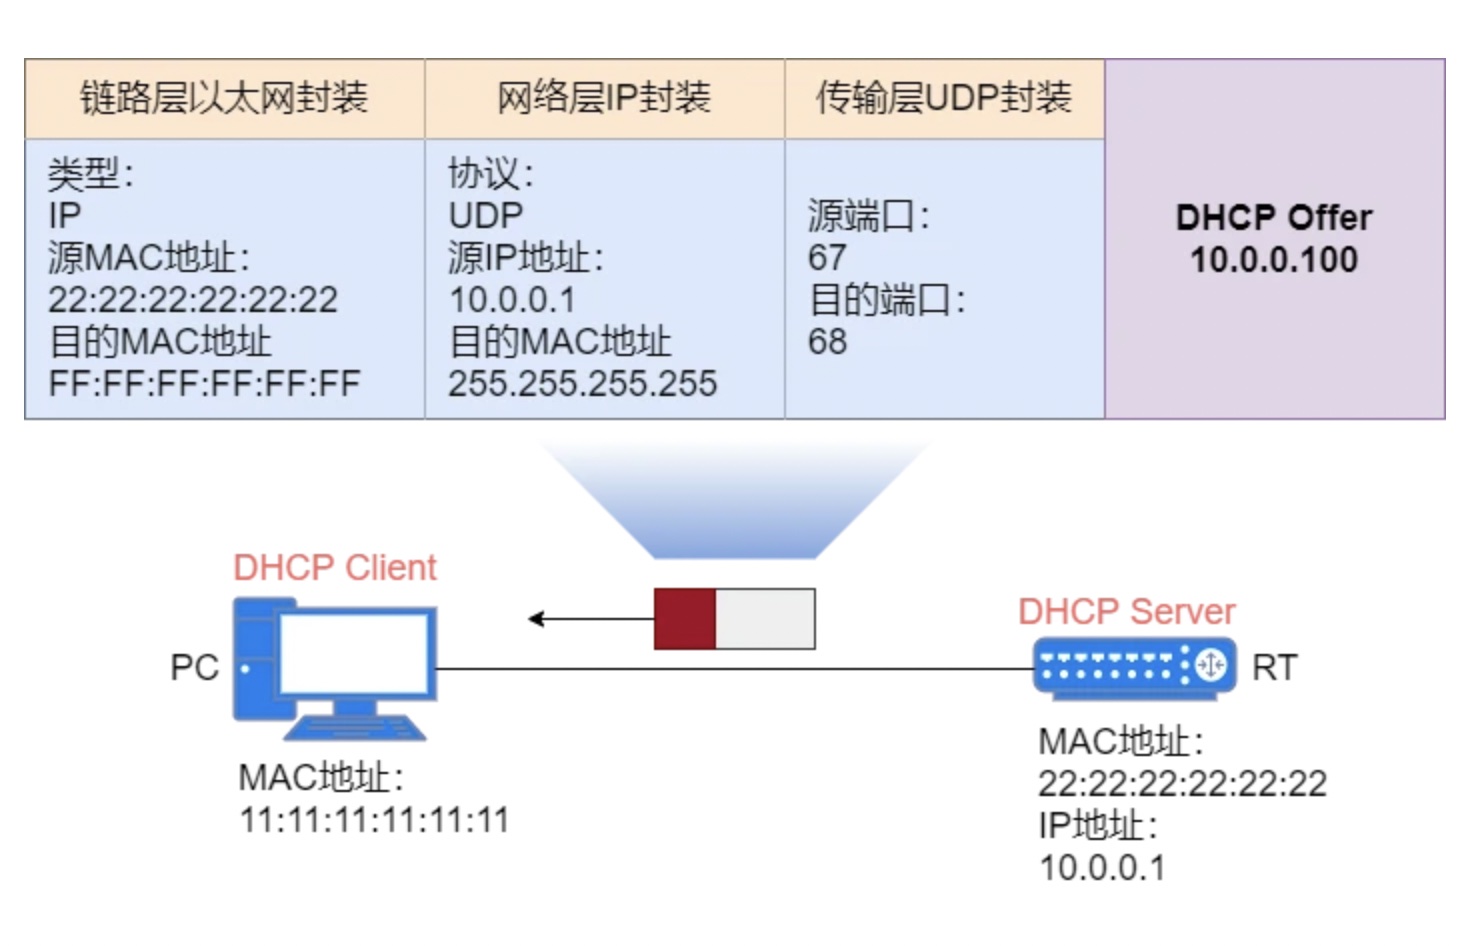 链路层以太网封装
网络层IP封装
传输层UDP封装
类型：
IP
源MAC地址：
22:22:22:22:22:22
目的MAC地址
FF:FF:FF:FF:FF:FF
协议：
UDP
源IP地址：
10.0.0.1
目的MAC地址
255.255.255.255
源端口：
67
目的端口：
68
DHCP Offer
10.0.0.100
DHCP Client
PC
MAC地址：
11:11:11:11:11:11
DHCP Server
RT
MAC地址：
22:22:22:22:22:22
IP地址：
10.0.0.1